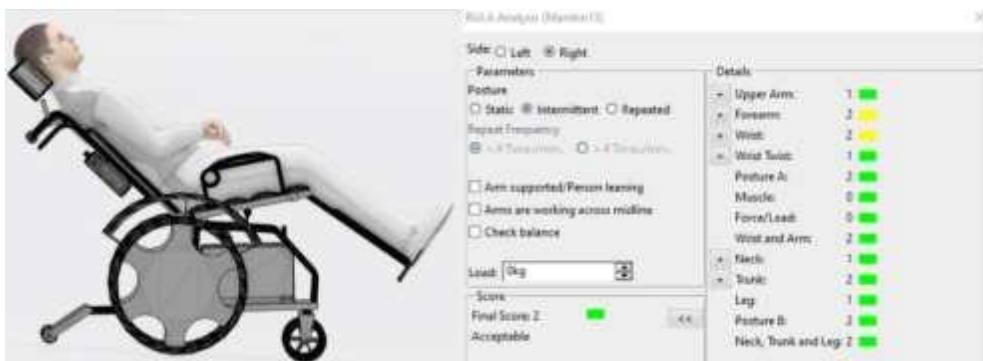 RULA Analysis (Manikin13)
Side: Left Right
Parameters
Posture
Static Intermittent Repeated
Repeat Frequency
Arm supported/Person leaning
Arms are working across midline
Check balance
Load: 0kg
Score
Final Score: 2
Acceptable
<<
Details
+ Upper Arm: 1
+ Forearm: 2
+ Wrist: 2
+ Wrist Twist: 1
Posture A: 2
Muscle: 0
Force/Load: 0
Wrist and Arm: 2
+ Neck: 1
+ Trunk: 2
Leg: 1
Posture B: 2
Neck, Trunk and Leg: 2